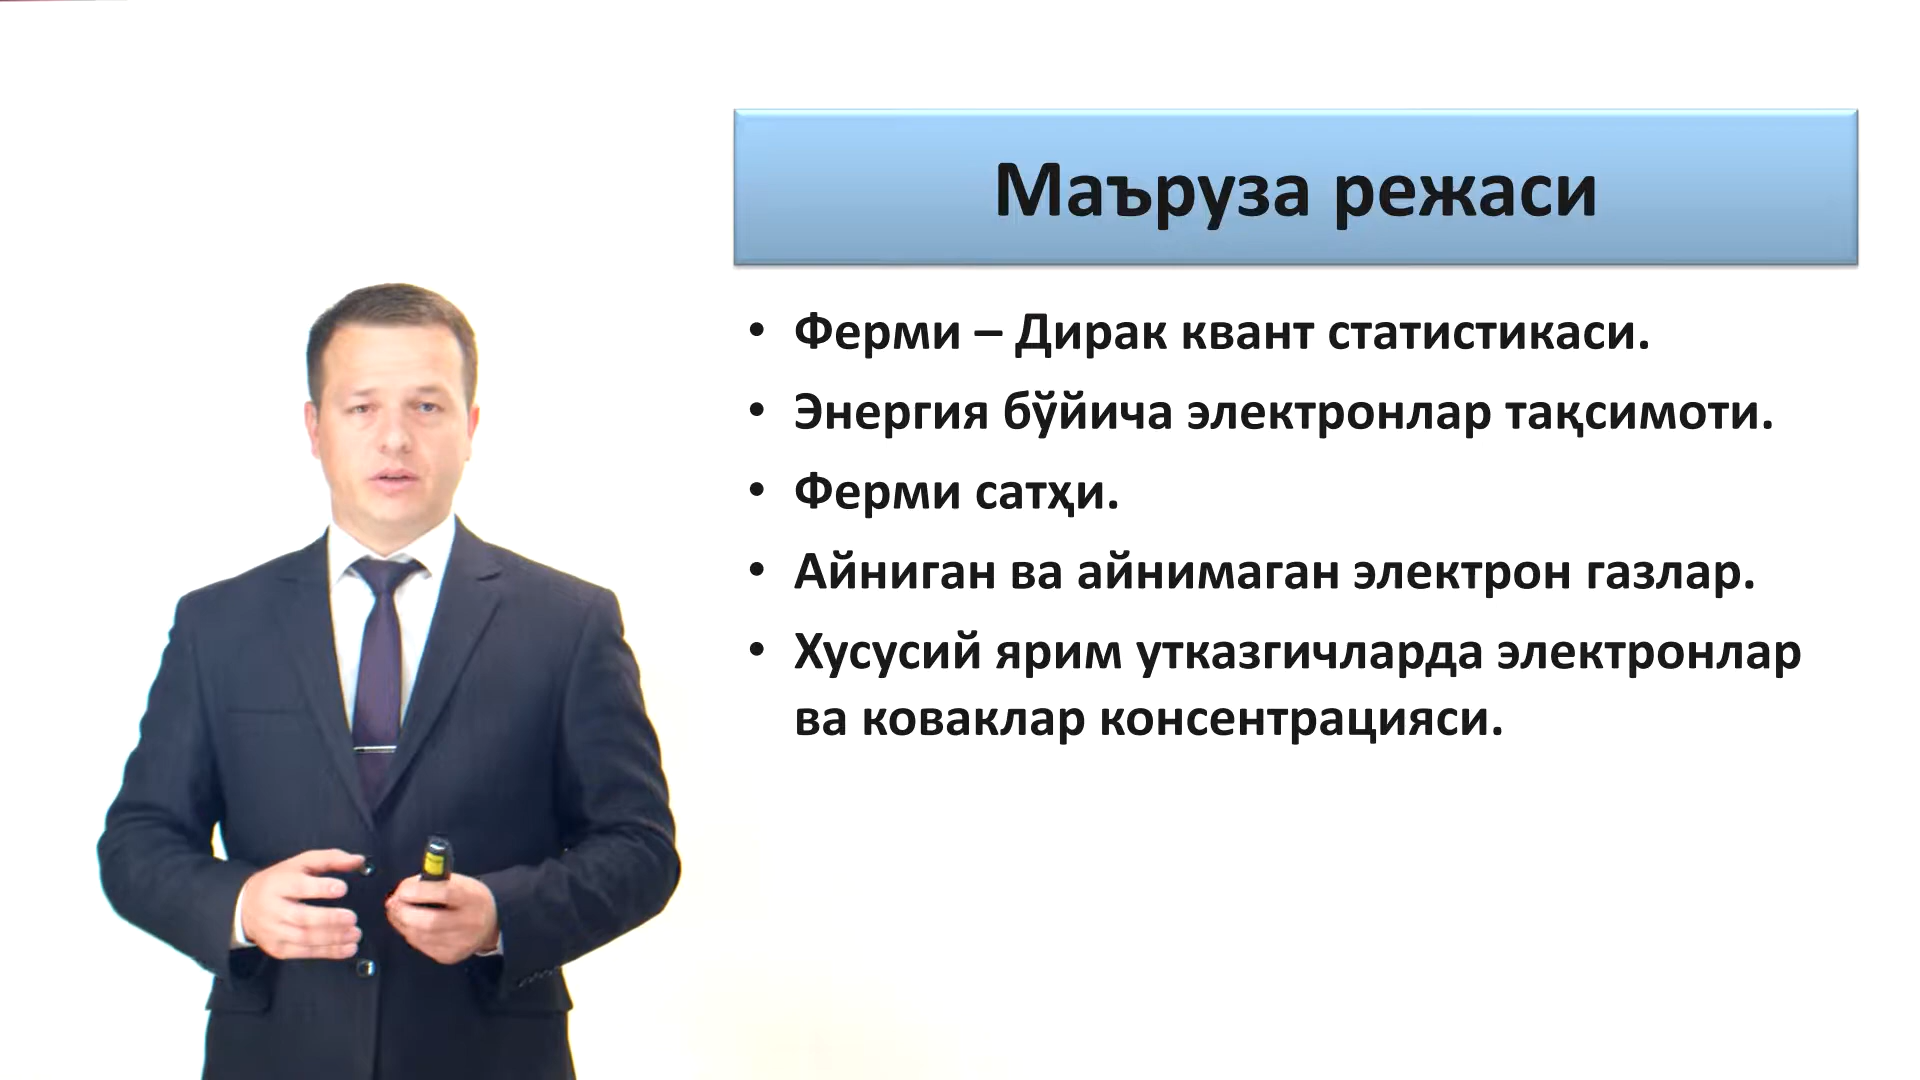 Маъруза режаси
• Ферми – Дирак квант статистикаси.
• Энергия бўйича электронлар тақсимоти.
• Ферми сатҳи.
• Айниган ва айнимаган электрон газлар.
• Хусусий ярим утказгичларда электронлар
ва коваклар консентрацияси.